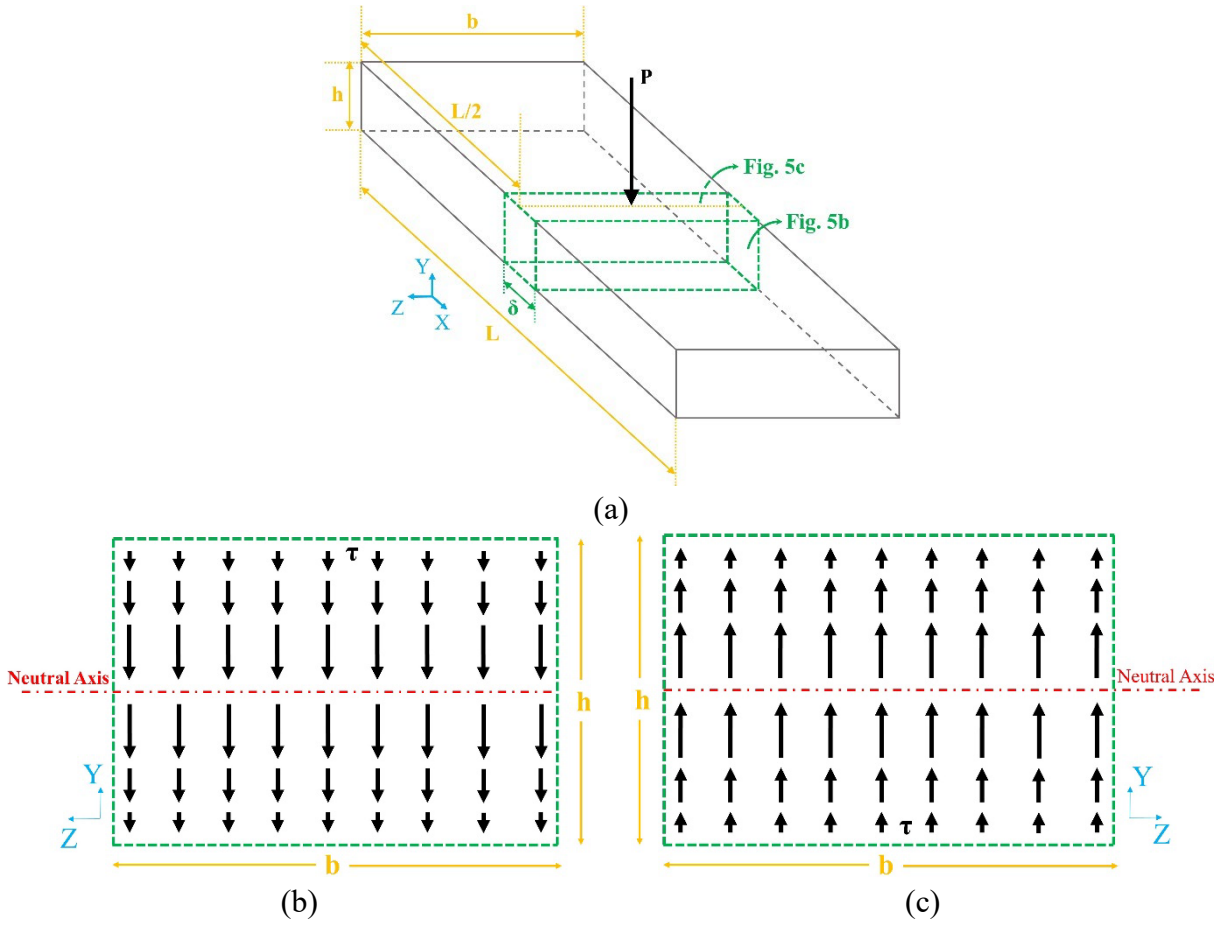 b
h
P
L/2
Fig. 5c
Fig. 5b
Y
Z
X
δ
L
(a)
τ
Neutral Axis
h
Y
Z
b
(b)
h
Neutral Axis
τ
Y
Z
b
(c)